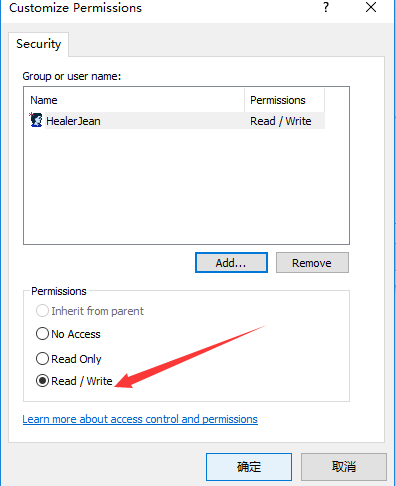 Customize Permissions
?
Security
Group or user name:
Name Permissions
HealerJean Read / Write
Add... Remove
Permissions
Inherit from parent
No Access
Read Only
Read / Write
Learn more about access control and permissions
确定 取消